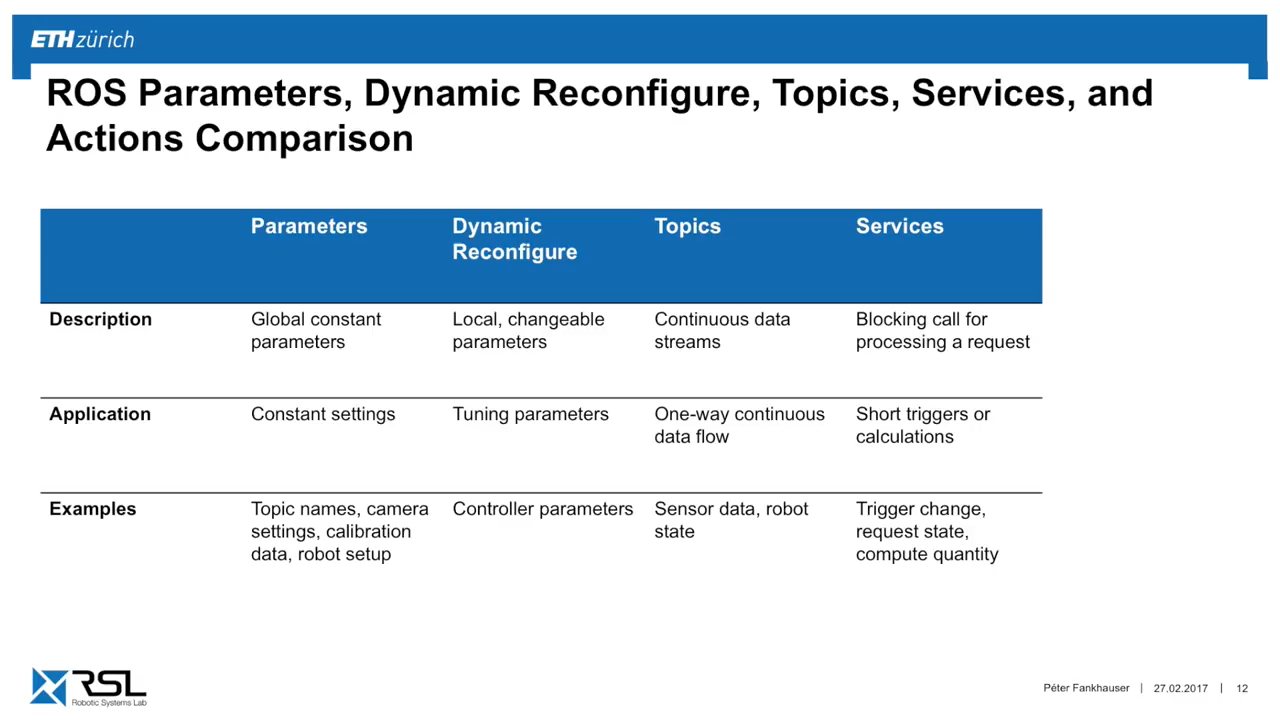 ETH zürich
ROS Parameters, Dynamic Reconfigure, Topics, Services, and
Actions Comparison
Parameters
Dynamic
Reconfigure
Topics
Services
Description
Global constant
parameters
Local, changeable
parameters
Continuous data
streams
Blocking call for
processing a request
Application
Constant settings
Tuning parameters
One-way continuous
data flow
Short triggers or
calculations
Examples
Topic names, camera
settings, calibration
data, robot setup
Controller parameters
Sensor data, robot
state
Trigger change,
request state,
compute quantity
RSL
Robotic Systems Lab
Péter Fankhauser | 27.02.2017 | 12